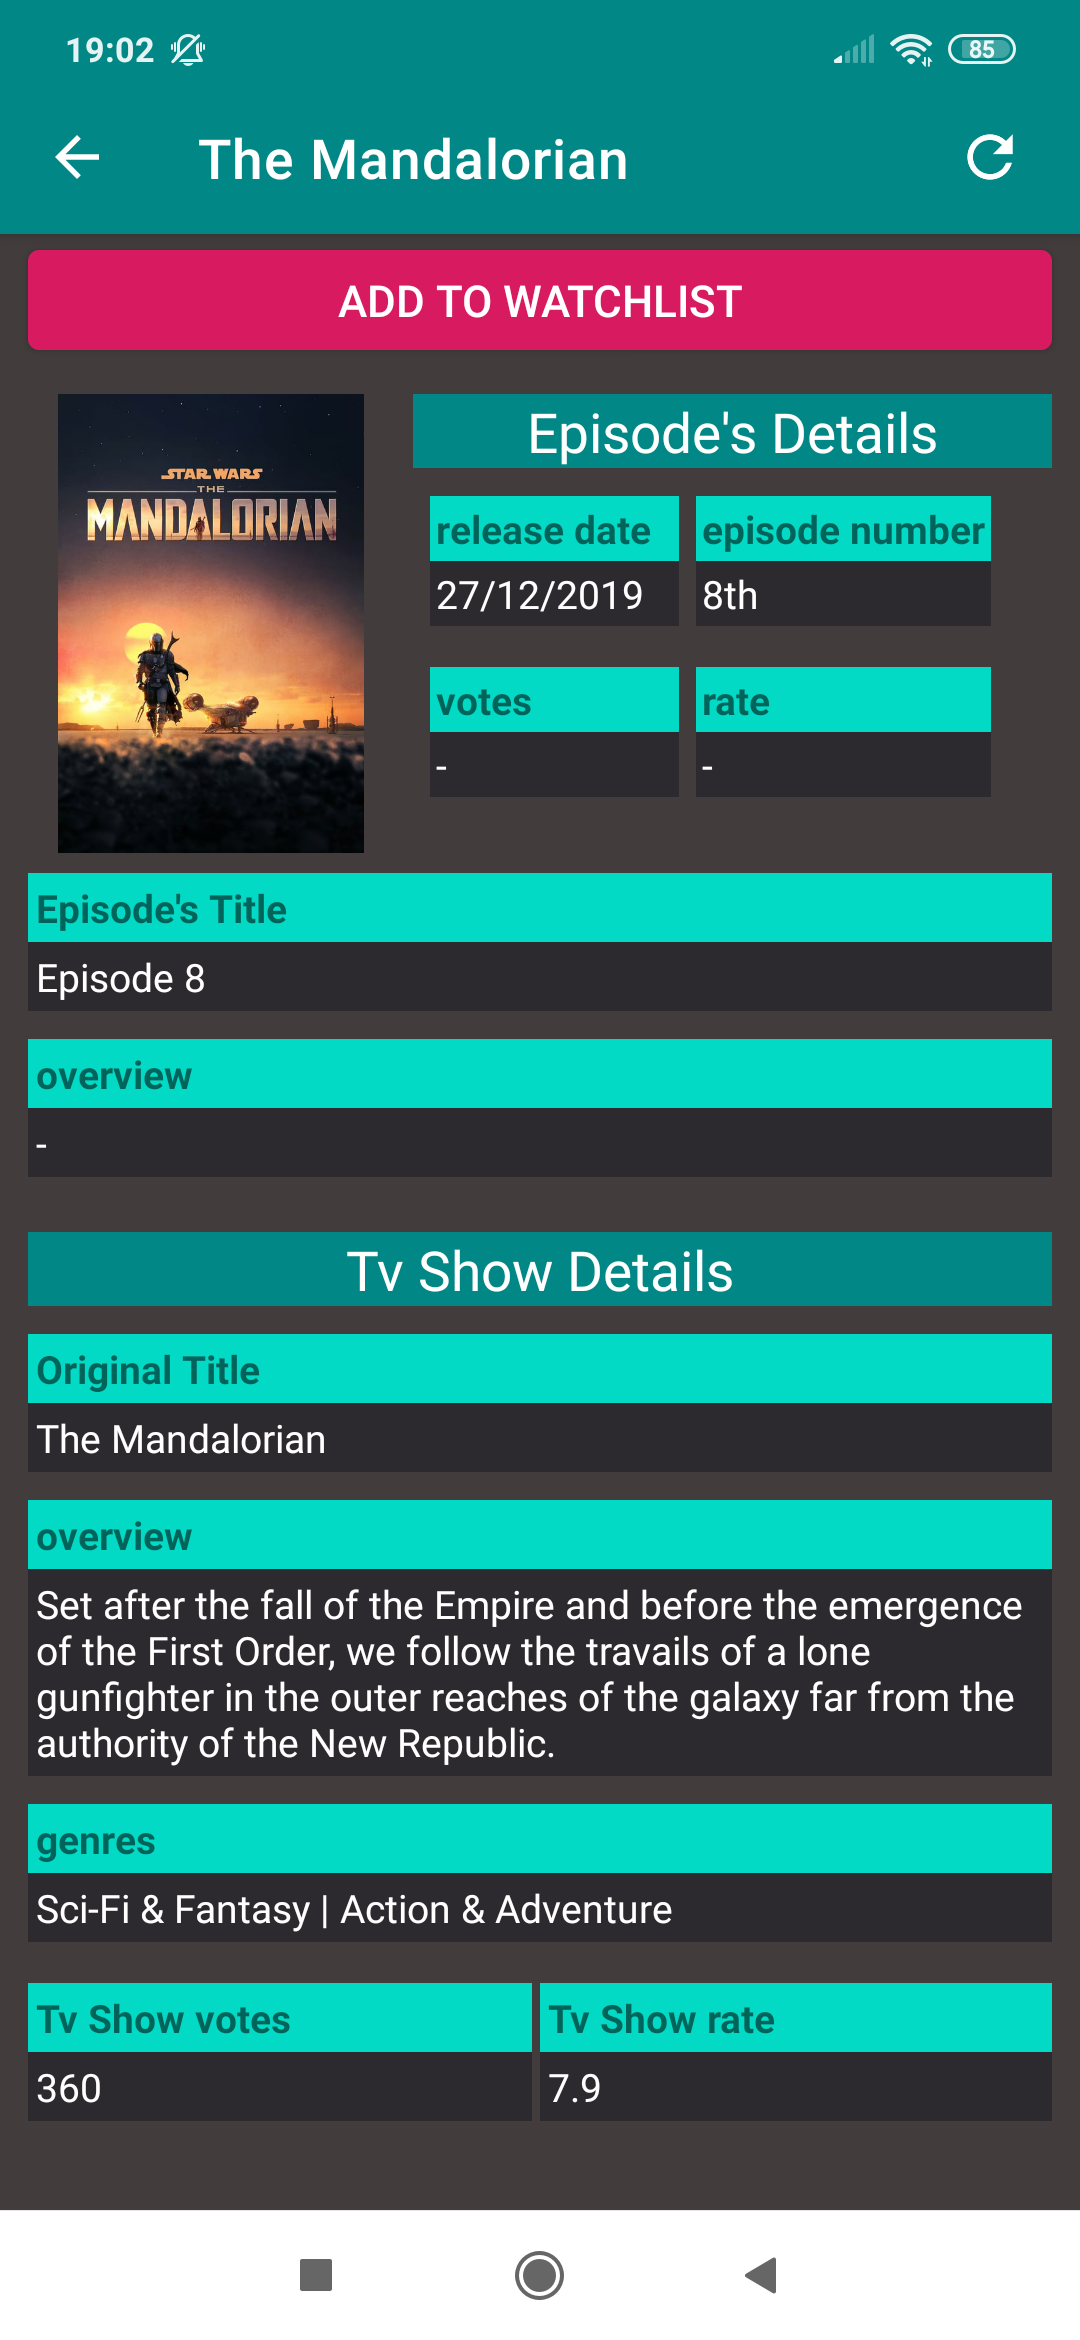 19:02
85
The Mandalorian
ADD TO WATCHLIST
STAR WARS
THE
MANDALORIAN
Episode's Details
release date
episode number
27/12/2019
8th
votes
rate
-
-
Episode's Title
Episode 8
overview
-
Tv Show Details
Original Title
The Mandalorian
overview
Set after the fall of the Empire and before the emergence
of the First Order, we follow the travails of a lone
gunfighter in the outer reaches of the galaxy far from the
authority of the New Republic.
genres
Sci-Fi & Fantasy | Action & Adventure
Tv Show votes
Tv Show rate
360
7.9